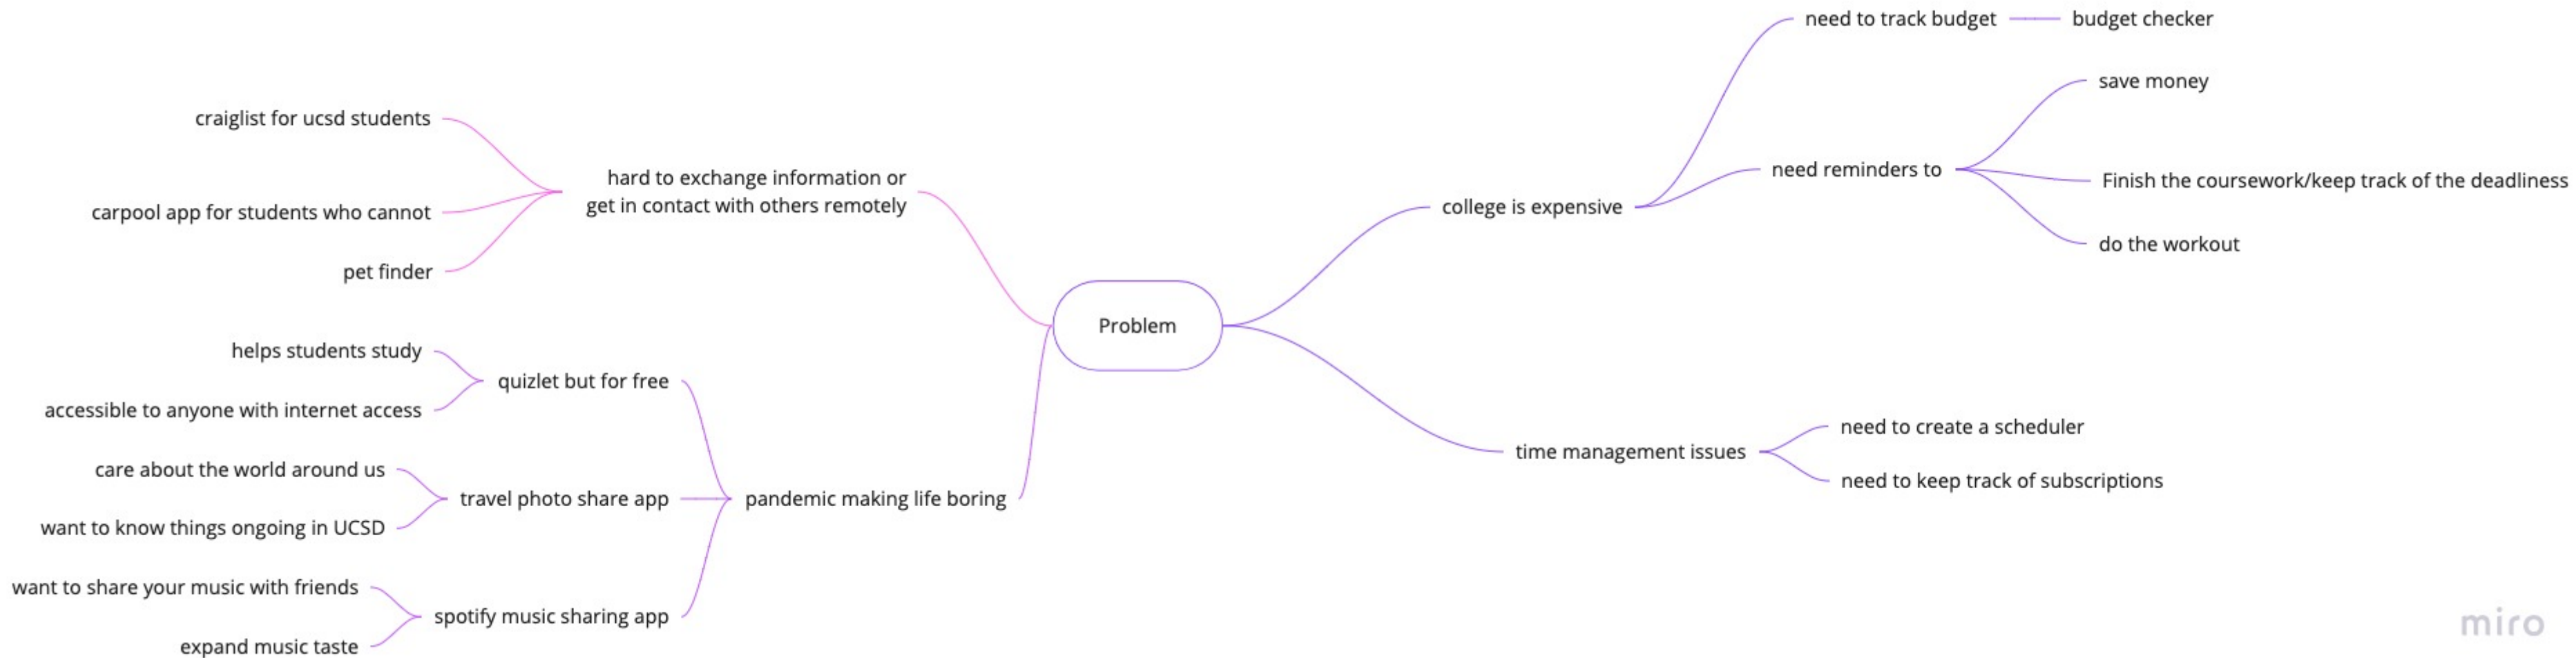 need to track budget
budget checker
save money
craiglist for ucsd students
need reminders to
hard to exchange information or
get in contact with others remotely
Finish the coursework/keep track of the deadliness
college is expensive
carpool app for students who cannot
do the workout
pet finder
Problem
helps students study
quizlet but for free
accessible to anyone with internet access
need to create a scheduler
time management issues
care about the world around us
need to keep track of subscriptions
travel photo share app
pandemic making life boring
want to know things ongoing in UCSD
want to share your music with friends
spotify music sharing app
expand music taste
miro